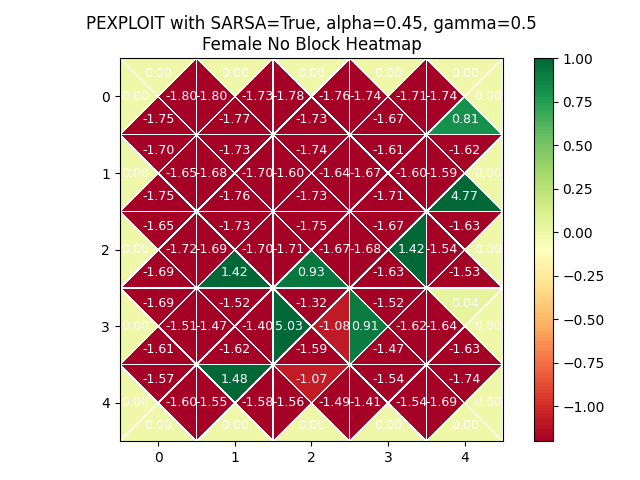 PEXPLOIT with SARSA=True, alpha=0.45, gamma=0.5
Female No Block Heatmap
0.00 0.00 0.00 0.00 0.00
0 0.00 -1.80 -1.80 -1.73 -1.78 -1.76 -1.74 -1.71 -1.74 0.00
-1.75 -1.77 -1.73 -1.67 0.81
-1.70 -1.73 -1.74 -1.61 -1.62
1 0.00 -1.65 -1.68 -1.70 -1.60 -1.64 -1.67 -1.60 -1.59 0.00
-1.75 -1.76 -1.73 -1.71 4.77
-1.65 -1.73 -1.75 -1.67 -1.63
2 0.00 -1.72 -1.69 -1.70 -1.71 -1.67 -1.68 1.42 -1.54 0.00
-1.69 1.42 0.93 -1.63 -1.53
-1.69 -1.52 -1.32 -1.52 0.04
3 0.00 -1.51 -1.47 -1.40 5.03 -1.08 0.91 -1.62 -1.64 0.00
-1.61 -1.62 -1.59 -1.47 -1.63
-1.57 1.48 -1.07 -1.54 -1.74
4 0.00 -1.60 -1.55 -1.58 -1.56 -1.49 -1.41 -1.54 -1.69 0.00
0.00 0.00 0.00 0.00 0.00
0 1 2 3 4
1.00
0.75
0.50
0.25
0.00
−0.25
−0.50
−0.75
−1.00